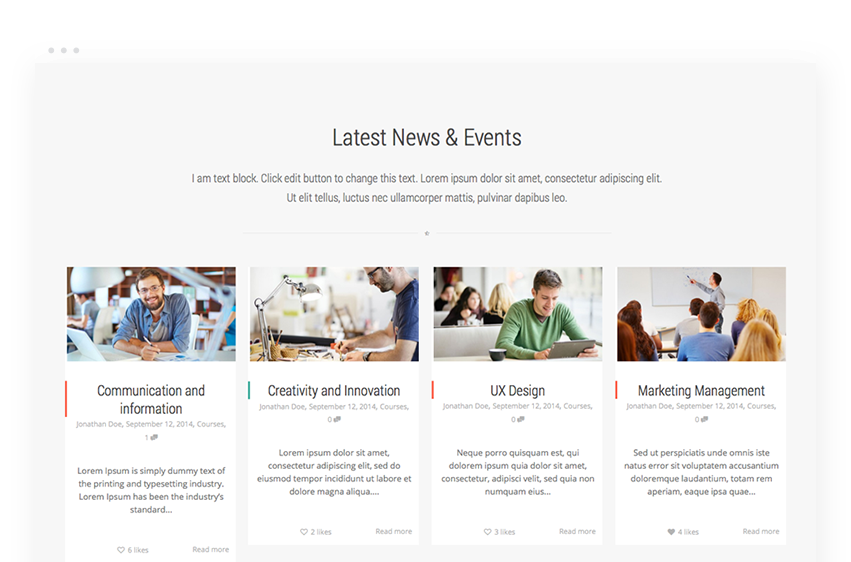 Latest News & Events
I am text block. Click edit button to change this text. Lorem ipsum dolor sit amet, consectetur adipiscing elit.
Ut elit tellus, luctus nec ullamcorper mattis, pulvinar dapibus leo.
e
Communication and
information
Jonathan Doe, September 12, 2014, Courses,
1
Lorem Ipsum is simply dummy text of
the printing and typesetting industry.
Lorem Ipsum has been the industry's
standard...
6 likes
Read more
Creativity and Innovation
Jonathan Doe, September 12, 2014, Courses,
0
Lorem ipsum dolor sit amet,
consectetur adipiscing elit, sed do
eiusmod tempor incididunt ut labore et
dolore magna aliqua....
2 likes
Read more
UX Design
Jonathan Doe, September 12, 2014, Courses,
0
Neque porro quisquam est, qui
dolorem ipsum quia dolor sit amet,
consectetur, adipisci velit, sed quia non
numquam eius...
3 likes
Read more
Marketing Management
Jonathan Doe, September 12, 2014, Courses,
0
Sed ut perspiciatis unde omnis iste
natus error sit voluptatem accusantium
doloremque laudantium, totam rem
aperiam, eaque ipsa quae...
4 likes
Read more